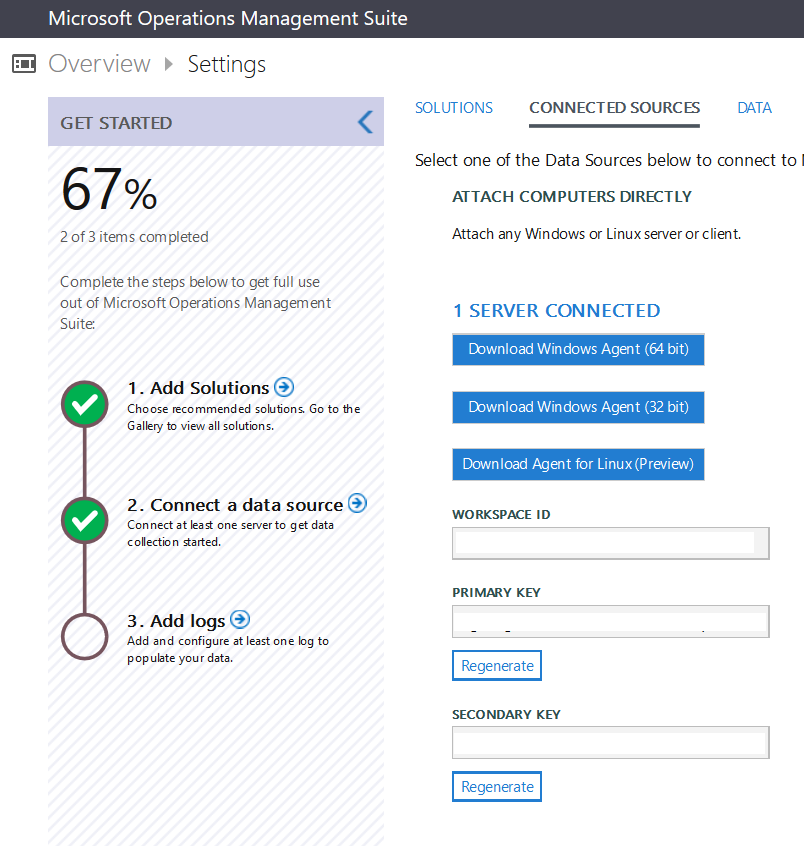 Microsoft Operations Management Suite
Overview Settings
GET STARTED
67%
2 of 3 items completed
Complete the steps below to get full use
out of Microsoft Operations Management
Suite:
1. Add Solutions
Choose recommended solutions. Go to the
Gallery to view all solutions.
2. Connect a data source
Connect at least one server to get data
collection started.
3. Add logs
Add and configure at least one log to
populate your data.
SOLUTIONS CONNECTED SOURCES DATA
Select one of the Data Sources below to connect to
ATTACH COMPUTERS DIRECTLY
Attach any Windows or Linux server or client.
1 SERVER CONNECTED
Download Windows Agent (64 bit)
Download Windows Agent (32 bit)
Download Agent for Linux (Preview)
WORKSPACE ID
PRIMARY KEY
Regenerate
SECONDARY KEY
Regenerate